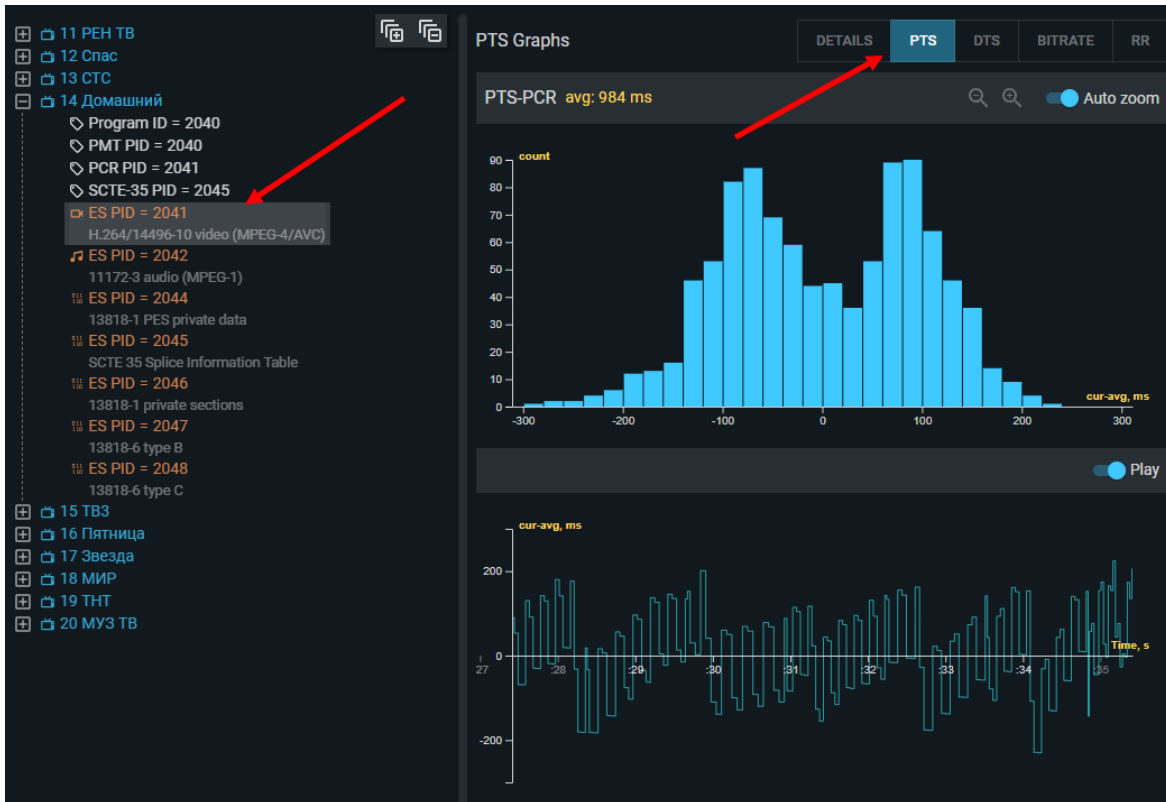 11 РЕН ТВ
12 Спас
13 СТС
14 Домашний
Program ID = 2040
PMT PID = 2040
PCR PID = 2041
SCTE-35 PID = 2045
ES PID = 2041
H.264/14496-10 video (MPEG-4/AVC)
ES PID = 2042
11172-3 audio (MPEG-1)
ES PID = 2044
13818-1 PES private data
ES PID = 2045
SCTE 35 Splice Information Table
ES PID = 2046
13818-1 private sections
ES PID = 2047
13818-6 type B
ES PID = 2048
13818-6 type C
15 ТВ3
16 Пятница
17 Звезда
18 МИР
19 ТНТ
20 МУЗ ТВ
PTS Graphs
DETAILS PTS DTS BITRATE RR
PTS-PCR avg: 984 ms
Auto zoom
count
90
80
70
60
50
40
30
20
10
0
cur-avg, ms
-300 -200 -100 0 100 200 300
Play
cur-avg, ms
200
0
Time, s
27 :28 :29 :30 :31 :32 :33 :34 :35
-200